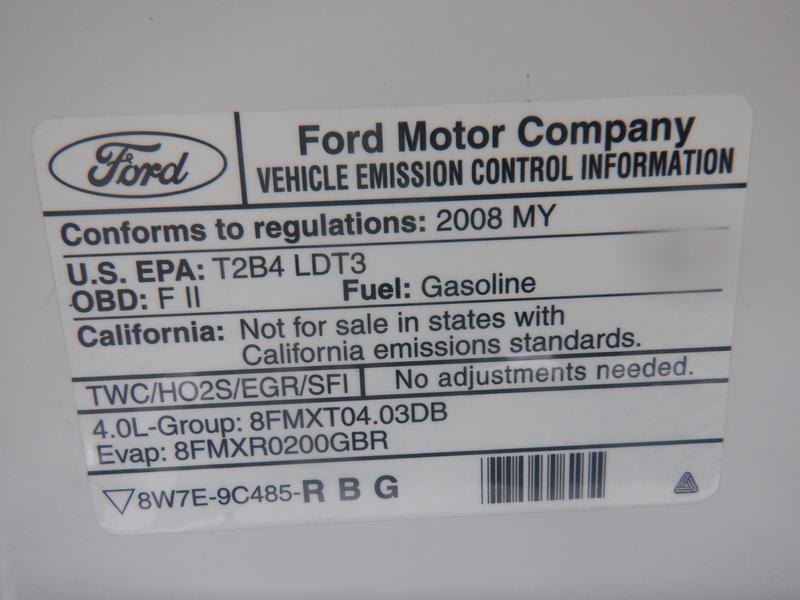 Ford
Ford Motor Company
VEHICLE EMISSION CONTROL INFORMATION
Conforms to regulations: 2008 MY
U.S. EPA: T2B4 LDT3
OBD: F II Fuel: Gasoline
California: Not for sale in states with
California emissions standards.
TWC/HO2S/EGR/SFI No adjustments needed.
4.0L-Group: 8FMXT04.03DB
Evap: 8FMXR0200GBR
8W7E-9C485-R B G